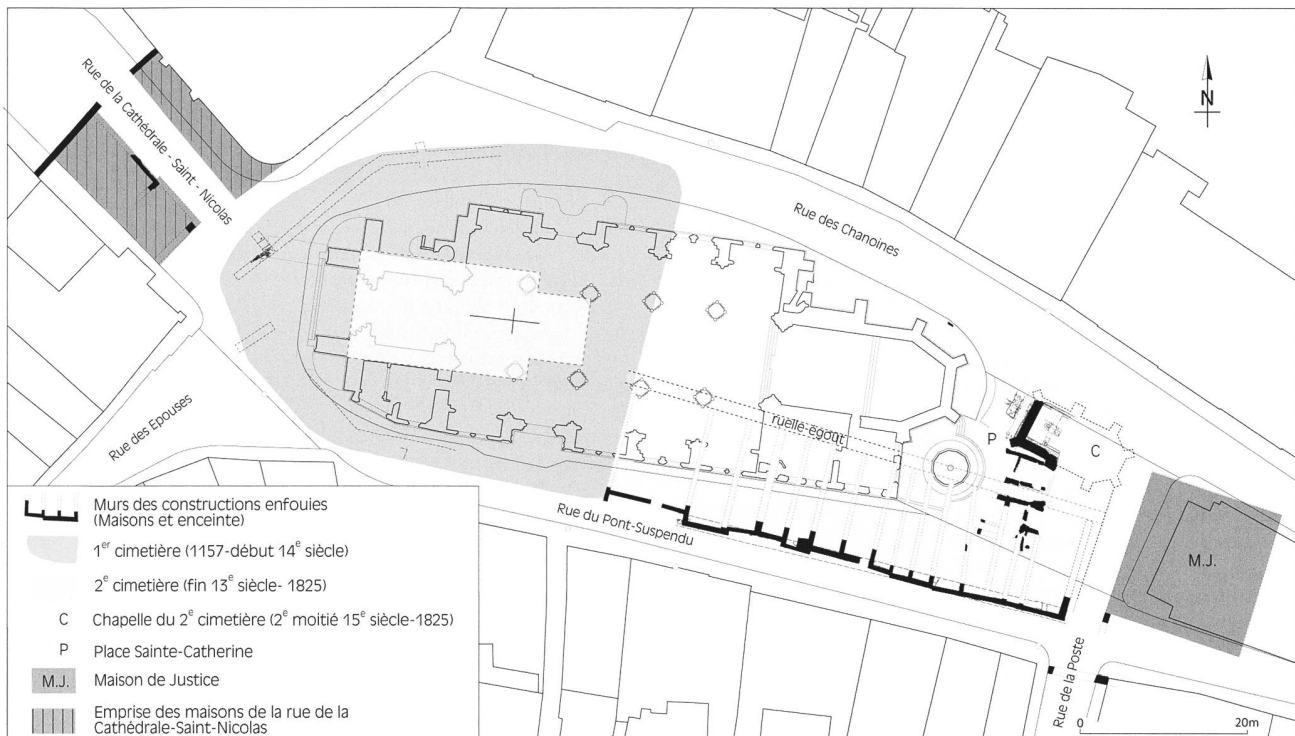 Rue de la Cathédrale - Saint - Nicolas
N
Rue des Chanoines
Rue des Epouses
ruelle-égout
P
C
Rue du Pont-Suspendu
M.J.
Rue de la Poste
0 20m
Murs des constructions enfouies
(Maisons et enceinte)
1er cimetière (1157-début 14e siècle)
2e cimetière (fin 13e siècle- 1825)
C Chapelle du 2e cimetière (2e moitié 15e siècle-1825)
P Place Sainte-Catherine
M.J. Maison de Justice
Emprise des maisons de la rue de la
Cathédrale-Saint-Nicolas